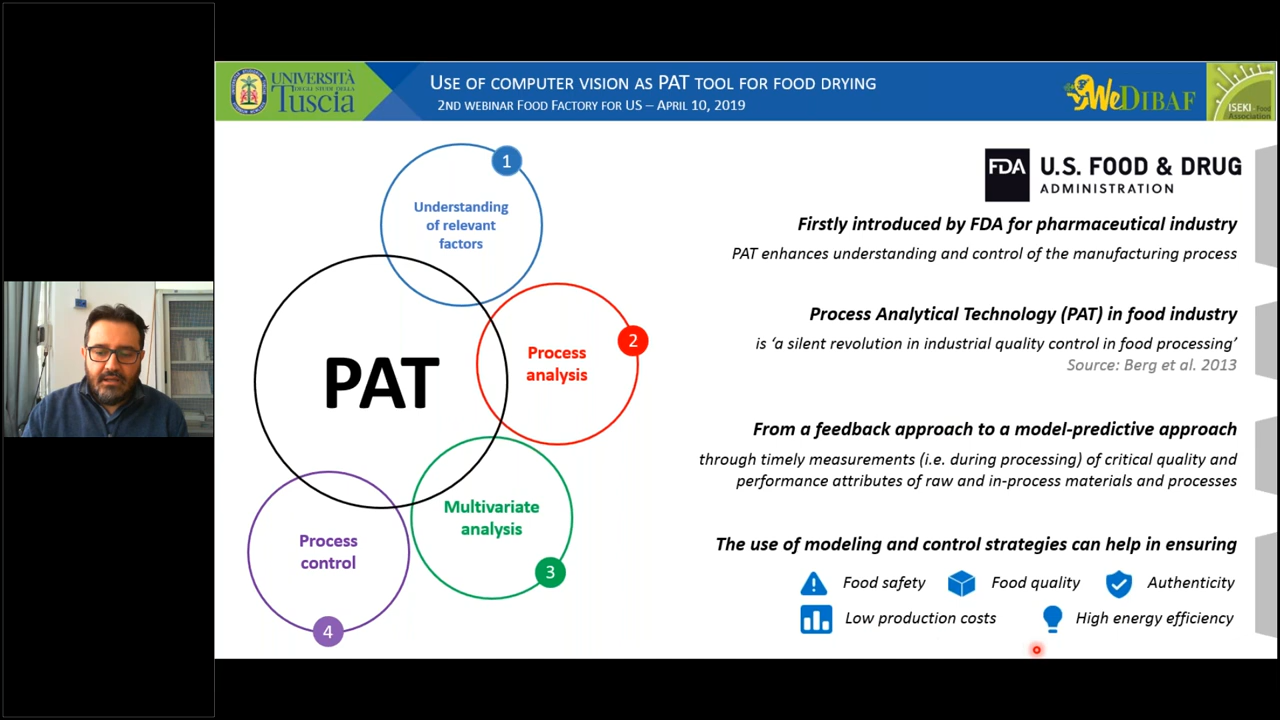 UNIVERSITÀ
DEGLI STUDI DELLA
TUSCIA
USE OF COMPUTER VISION AS PAT TOOL FOR FOOD DRYING
2ND WEBINAR FOOD FACTORY FOR US – APRIL 10, 2019
WeDIBAF
ISEKI-Food
Association
1
Understanding
of relevant
factors
PAT
2
Process
analysis
Multivariate
analysis
3
Process
control
4
FDA
U.S. FOOD & DRUG
ADMINISTRATION
Firstly introduced by FDA for pharmaceutical industry
PAT enhances understanding and control of the manufacturing process
Process Analytical Technology (PAT) in food industry
is ‘a silent revolution in industrial quality control in food processing’
Source: Berg et al. 2013
From a feedback approach to a model-predictive approach
through timely measurements (i.e. during processing) of critical quality and
performance attributes of raw and in-process materials and processes
The use of modeling and control strategies can help in ensuring
Food safety Food quality Authenticity
Low production costs High energy efficiency